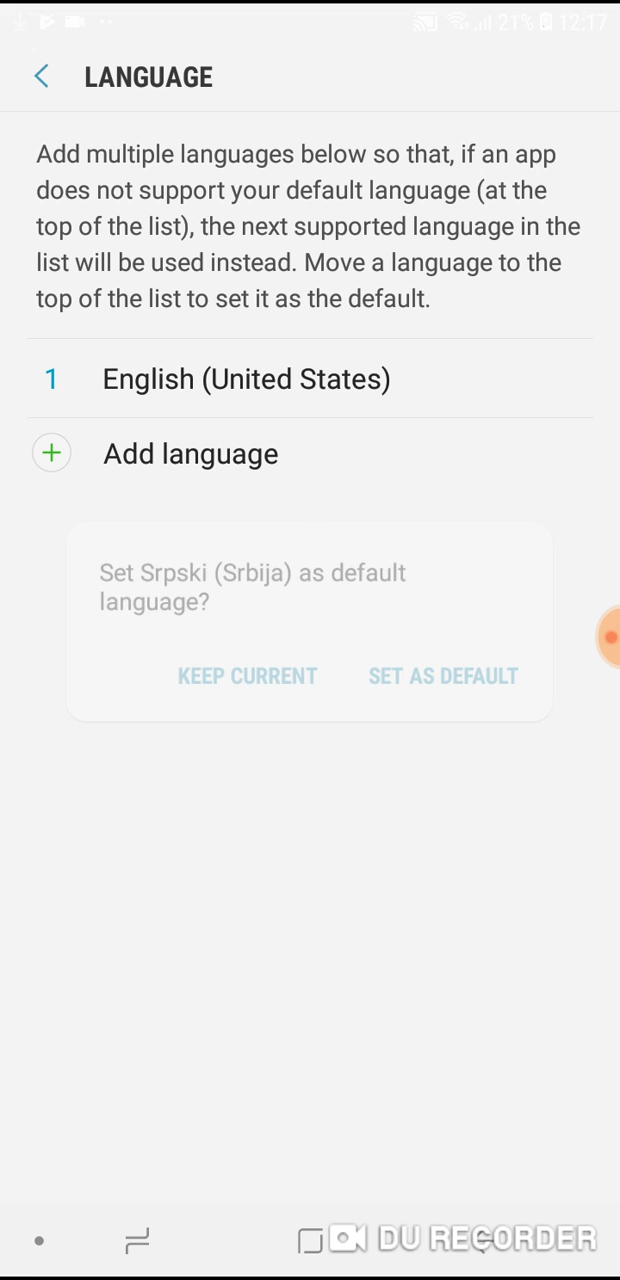 21% 12:17
LANGUAGE
Add multiple languages below so that, if an app
does not support your default language (at the
top of the list), the next supported language in the
list will be used instead. Move a language to the
top of the list to set it as the default.
1 English (United States)
+ Add language
Set Srpski (Srbija) as default
language?
KEEP CURRENT SET AS DEFAULT
DU RECORDER